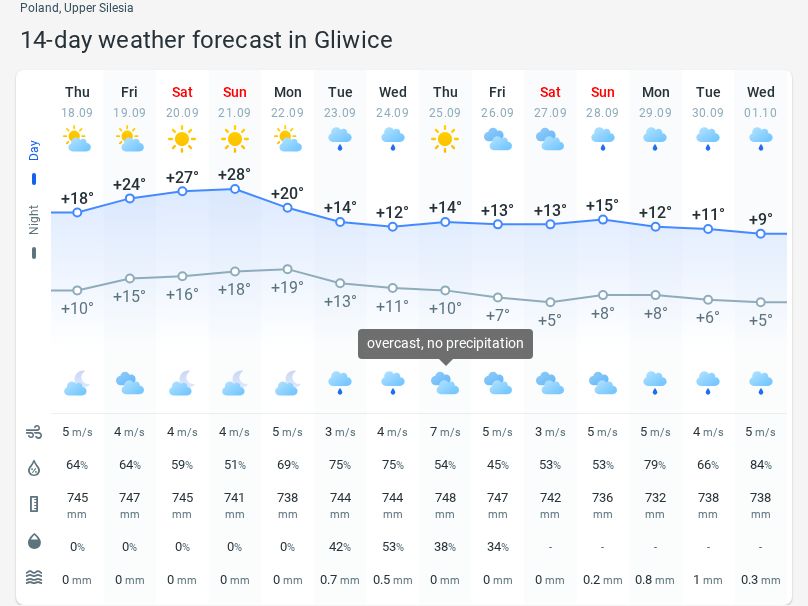 Poland, Upper Silesia
14-day weather forecast in Gliwice
Thu Fri Sat Sun Mon Tue Wed Thu Fri Sat Sun Mon Tue Wed
18.09 19.09 20.09 21.09 22.09 23.09 24.09 25.09 26.09 27.09 28.09 29.09 30.09 01.10
Day
+18° +24° +27° +28° +20° +14° +12° +14° +13° +13° +15° +12° +11° +9°
Night
+10° +15° +16° +18° +19° +13° +11° +10° +7° +5° +8° +8° +6° +5°
overcast, no precipitation
5 m/s 4 m/s 4 m/s 4 m/s 5 m/s 3 m/s 4 m/s 7 m/s 5 m/s 3 m/s 5 m/s 5 m/s 4 m/s 5 m/s
64% 64% 59% 51% 69% 75% 75% 54% 45% 53% 53% 79% 66% 84%
745 747 745 741 738 744 744 748 747 742 736 732 738 738
mm mm mm mm mm mm mm mm mm mm mm mm mm mm
0% 0% 0% 0% 0% 42% 53% 38% 34% - - - - -
0 mm 0 mm 0 mm 0 mm 0 mm 0.7 mm 0.5 mm 0 mm 0 mm 0 mm 0.2 mm 0.8 mm 1 mm 0.3 mm